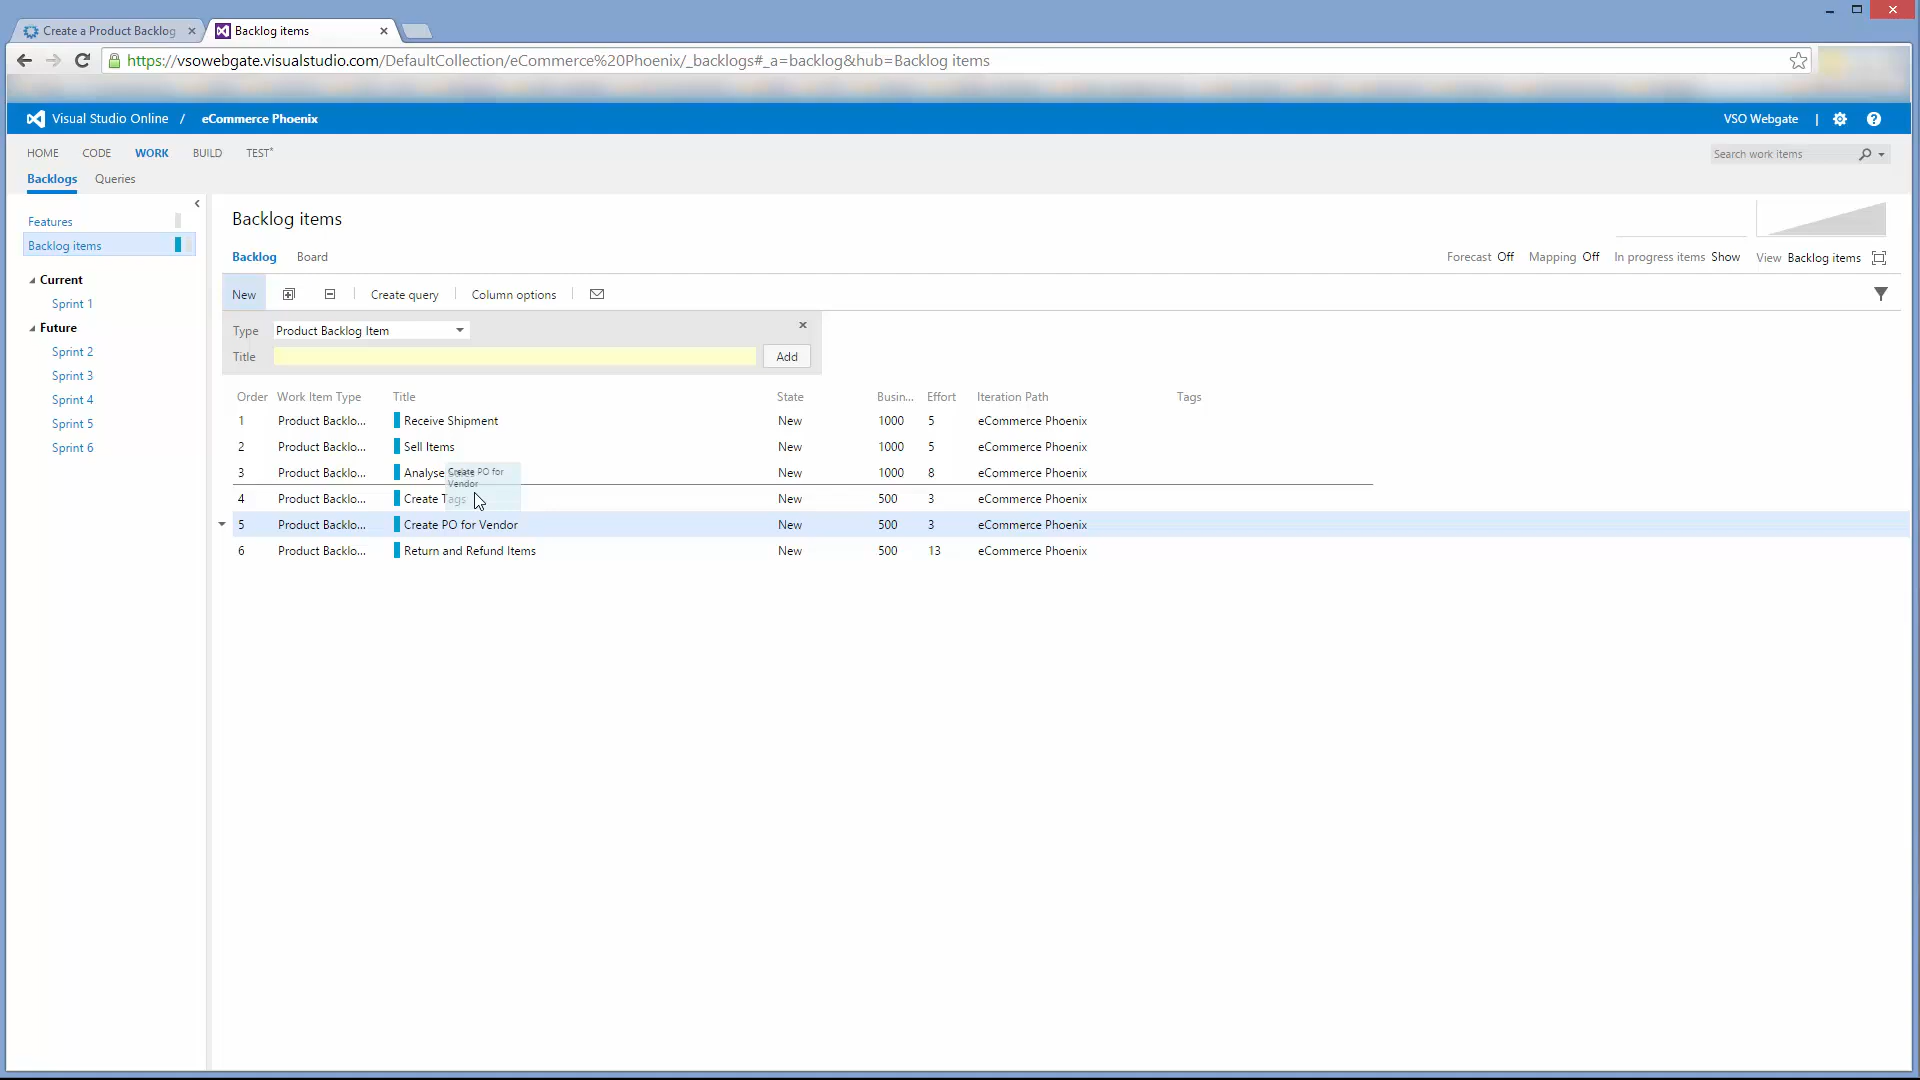 Create a Product Backlog
Backlog items
https://vsowebgate.visualstudio.com/DefaultCollection/eCommerce%20Phoenix/_backlogs#_a=backlog&hub=Backlog items
Visual Studio Online / eCommerce Phoenix
VSO Webgate |
HOME CODE WORK BUILD TEST*
Search work items
Backlogs Queries
Features
Backlog items
Current
Sprint 1
Future
Sprint 2
Sprint 3
Sprint 4
Sprint 5
Sprint 6
Backlog items
Backlog Board
Forecast Off Mapping Off In progress items Show View Backlog items
New Create query Column options
Type Product Backlog Item
Title Add
Order Work Item Type Title State Busin... Effort Iteration Path Tags
1 Product Backlo... Receive Shipment New 1000 5 eCommerce Phoenix
2 Product Backlo... Sell Items New 1000 5 eCommerce Phoenix
3 Product Backlo... Analyse New 1000 8 eCommerce Phoenix
Create PO for
Vendor
4 Product Backlo... Create Tags New 500 3 eCommerce Phoenix
5 Product Backlo... Create PO for Vendor New 500 3 eCommerce Phoenix
6 Product Backlo... Return and Refund Items New 500 13 eCommerce Phoenix